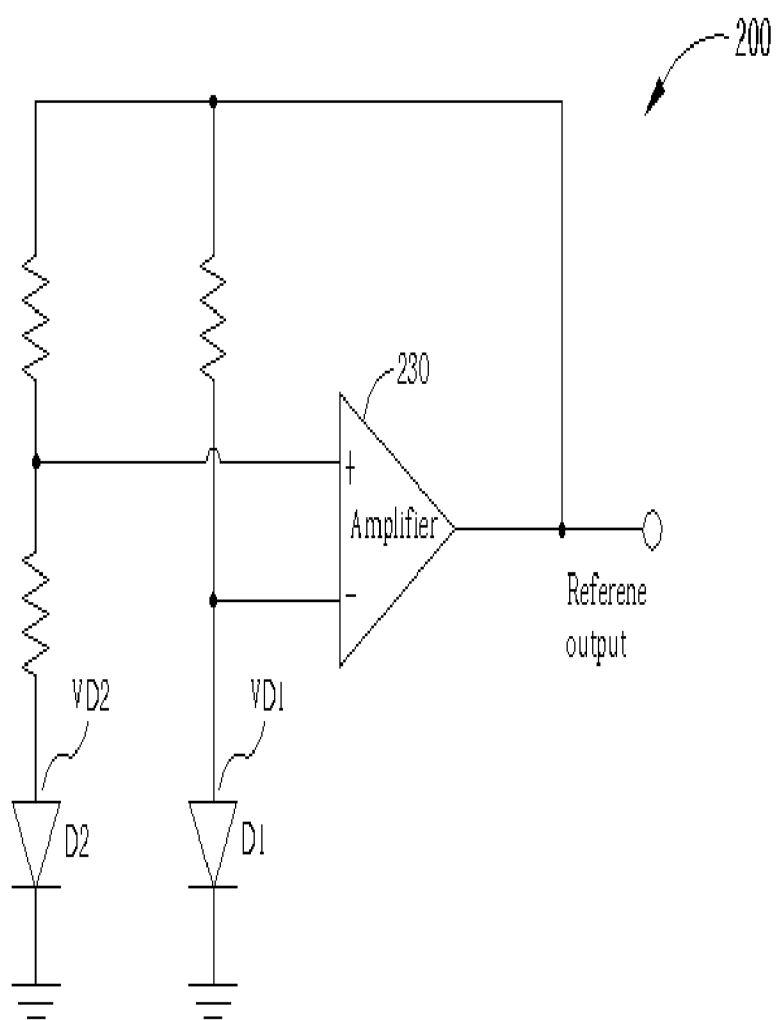 200
230
+
Amplifier
-
Referene
output
VD2
VD1
D2
D1